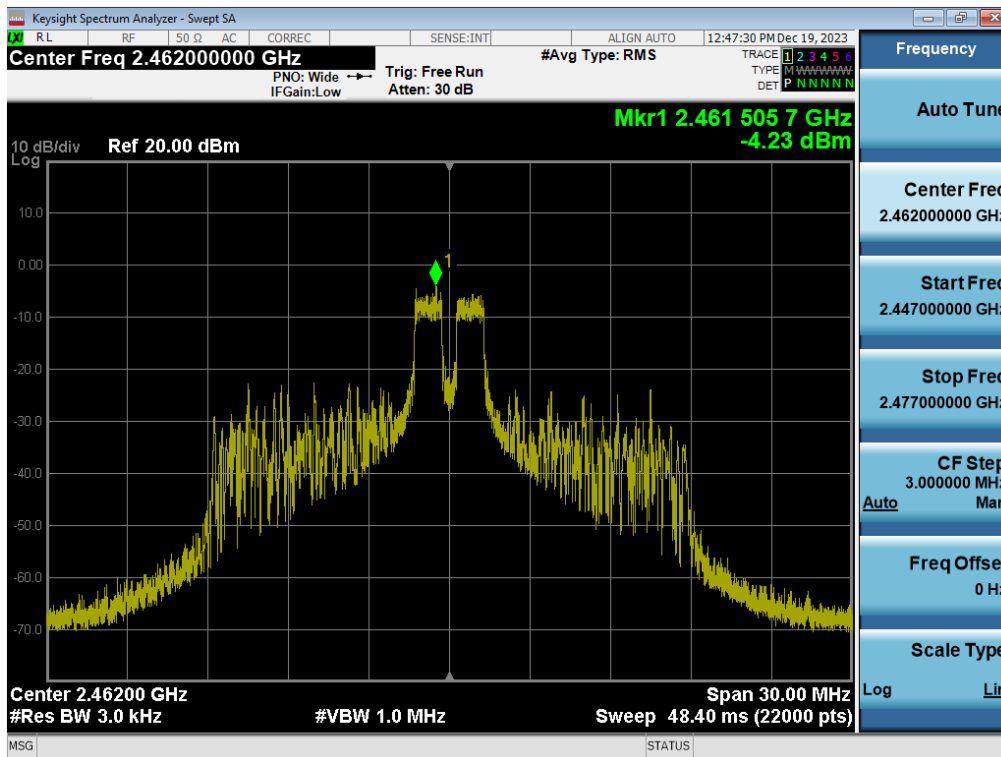 Keysight Spectrum Analyzer - Swept SA
LXI RL RF 50 Ω AC CORREC SENSE:INT ALIGN AUTO 12:47:30 PM Dec 19, 2023
Center Freq 2.462000000 GHz
#Avg Type: RMS
TRACE 1 2 3 4 5 6
PNO: Wide Trig: Free Run
TYPE M W W W W W
IFGain:Low Atten: 30 dB
DET P N N N N N
Mkr1 2.461 505 7 GHz
-4.23 dBm
10 dB/div Ref 20.00 dBm
Log
10.0
0.00
1
-10.0
-20.0
-30.0
-40.0
-50.0
-60.0
-70.0
Center 2.46200 GHz Span 30.00 MHz
#Res BW 3.0 kHz #VBW 1.0 MHz Sweep 48.40 ms (22000 pts)
MSG STATUS
Frequency
Auto Tune
Center Freq
2.462000000 GHz
Start Freq
2.447000000 GHz
Stop Freq
2.477000000 GHz
CF Step
3.000000 MHz
Auto Man
Freq Offset
0 Hz
Scale Type
Log Lin